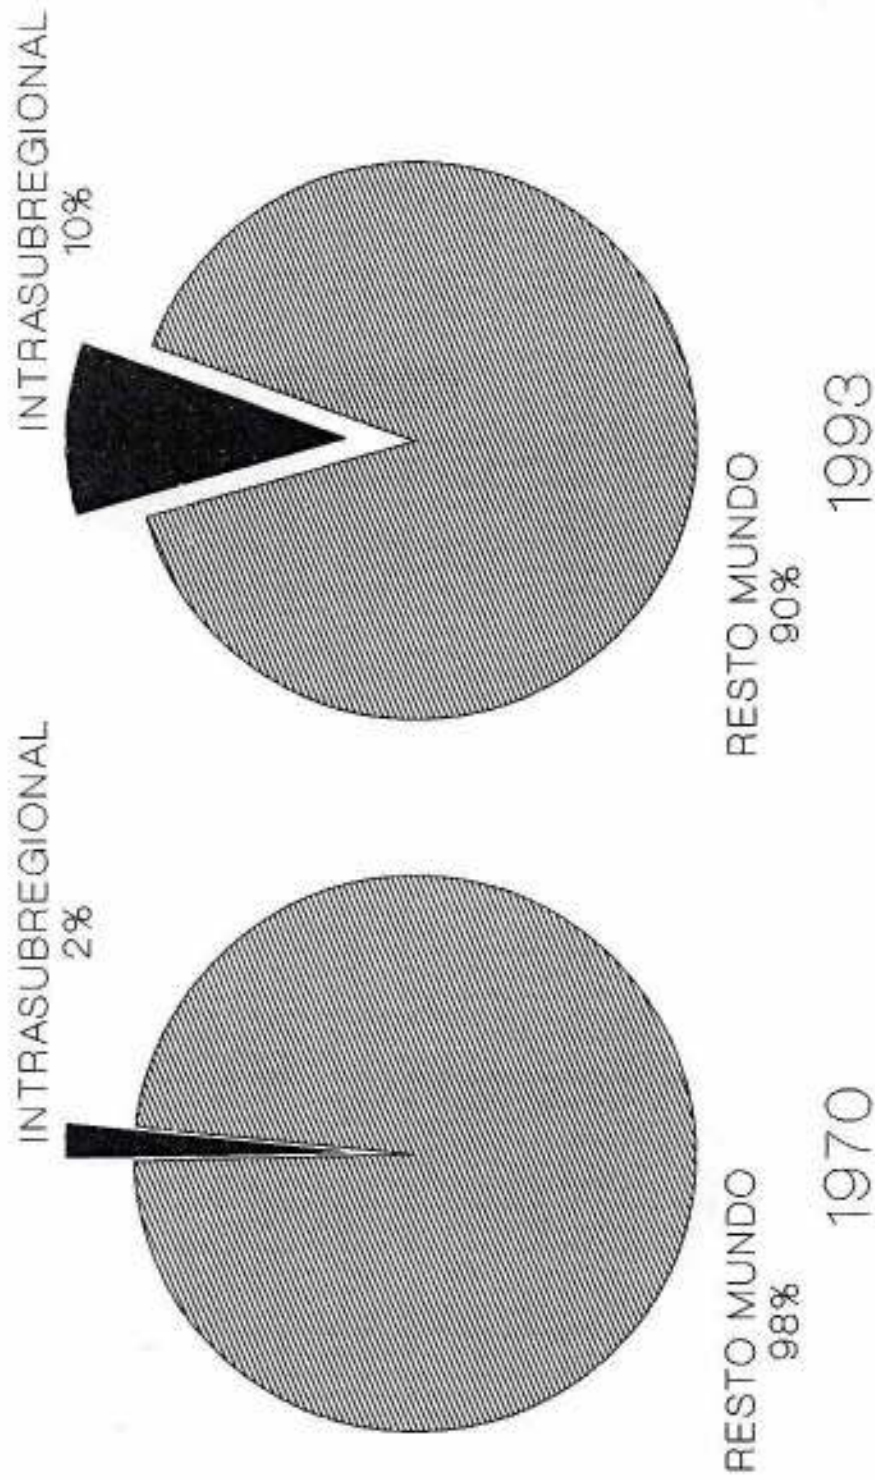 INTRASUBREGIONAL
2%
RESTO MUNDO
98%
1970
INTRASUBREGIONAL
10%
RESTO MUNDO
90%
1993